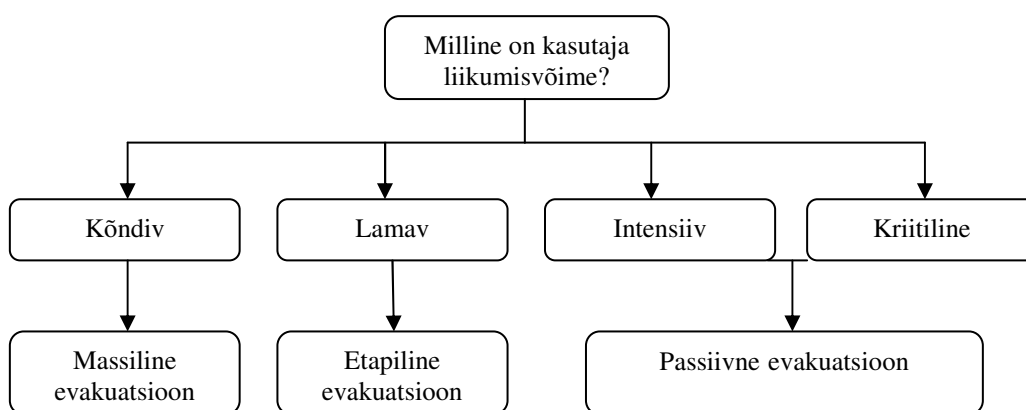 Milline on kasutaja
liikumisvõime?
Kõndiv
Lamav
Intensiiv
Kriitiline
Massiline
evakuatsioon
Etapiline
evakuatsioon
Passiivne evakuatsioon